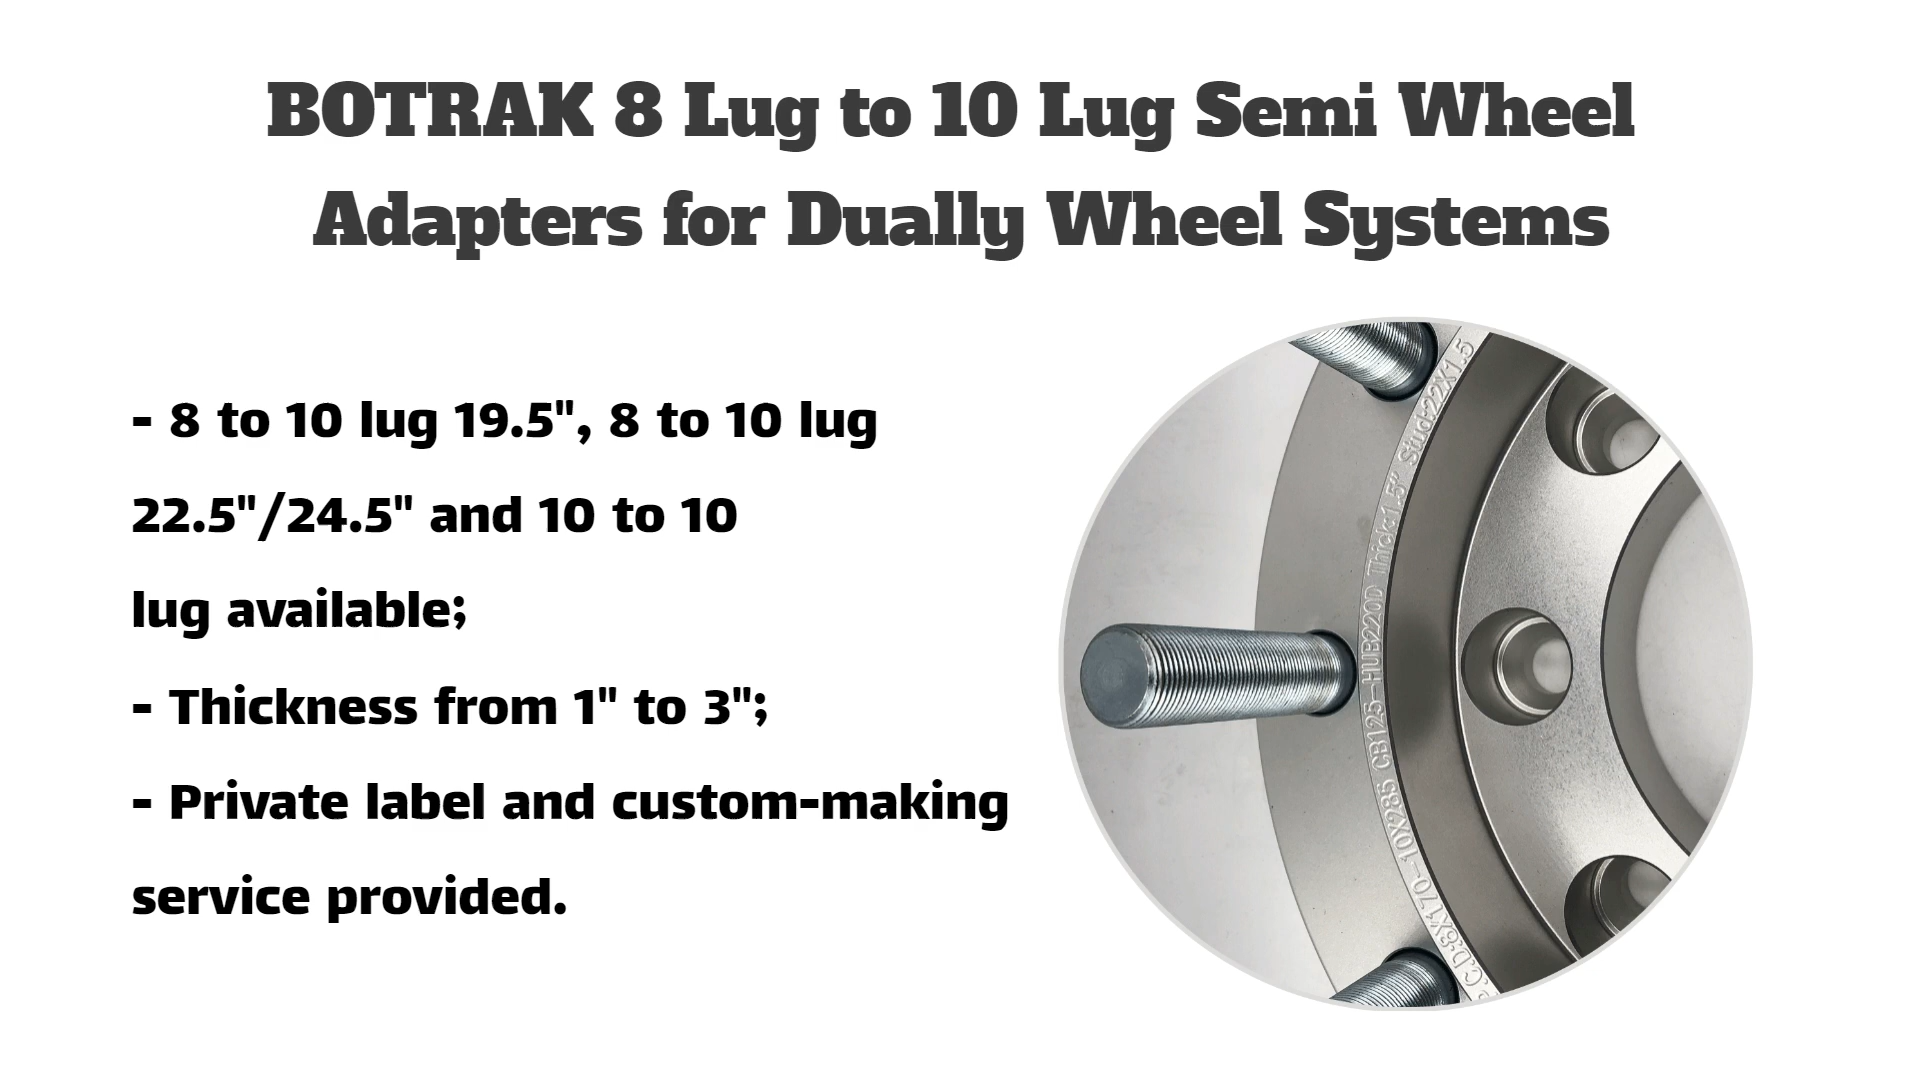 BOTRAK 8 Lug to 10 Lug Semi Wheel
Adapters for Dually Wheel Systems
- 8 to 10 lug 19.5", 8 to 10 lug
22.5"/24.5" and 10 to 10
lug available;
- Thickness from 1" to 3";
- Private label and custom-making
service provided.
P.C.D:8X170-10X285 CB125-HUB220D Thick:1.5" Stud:22X1.5